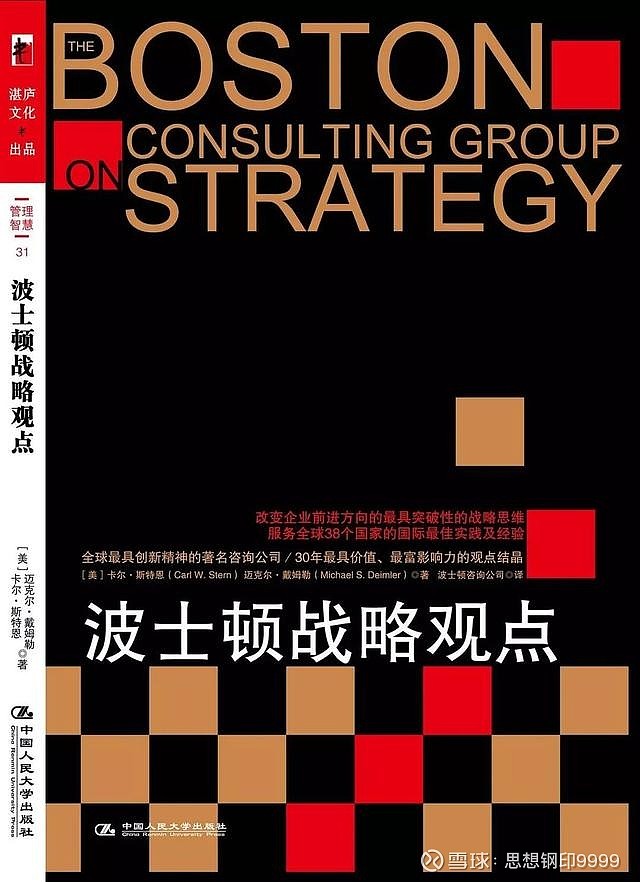 湛庐
文化
出品
管理
智慧
31
波士顿战略观点
[美]迈克尔·戴姆勒
卡尔·斯特恩
◎著
中国人民大学出版社
China Renmin University Press
THE
BOSTON
CONSULTING GROUP
ON
STRATEGY
改变企业前进方向的最具突破性的战略思维
服务全球38个国家的国际最佳实践及经验
全球最具创新精神的著名咨询公司/30年最具价值、最富影响力的观点结晶
[美]卡尔·斯特恩(Carl W. Stern) 迈克尔·戴姆勒(Michael S. Deimler)◎著 波士顿咨询公司◎译
波士顿战略观点
中国人民大学出版社
China Renmin University Press
雪球:思想钢印9999